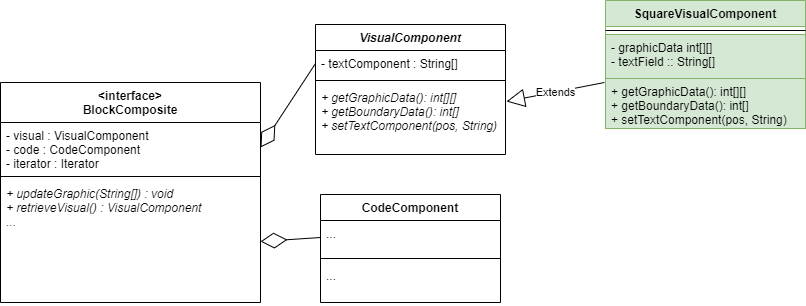 <interface>
BlockComposite
- visual : VisualComponent
- code : CodeComponent
- iterator : Iterator
+ updateGraphic(String[]) : void
+ retrieveVisual() : VisualComponent
...
VisualComponent
- textComponent : String[]
+ getGraphicData(): int[][]
+ getBoundaryData(): int[]
+ setTextComponent(pos, String)
CodeComponent
...
...
Extends
SquareVisualComponent
- graphicData int[][]
- textField :: String[]
+ getGraphicData(): int[][]
+ getBoundaryData(): int[]
+ setTextComponent(pos, String)